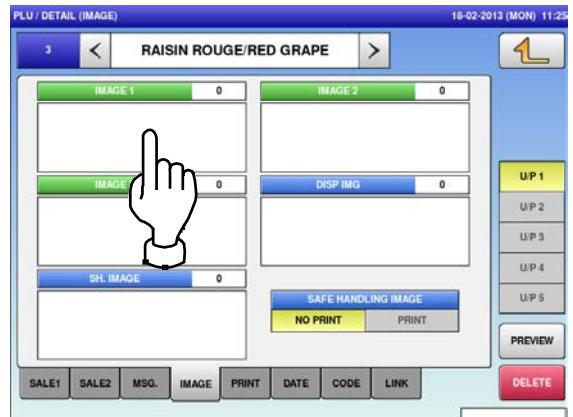 PLU / DETAIL (IMAGE) 18-02-2013 (MON) 11:25
3 < RAISIN ROUGE/RED GRAPE >
IMAGE 1 0 IMAGE 2 0
IMAGE 0 DISP IMG 0
U/P 1
U/P 2
U/P 3
U/P 4
U/P 5
SH. IMAGE 0
SAFE HANDLING IMAGE
NO PRINT PRINT
PREVIEW
SALE1 SALE2 MSG. IMAGE PRINT DATE CODE LINK DELETE